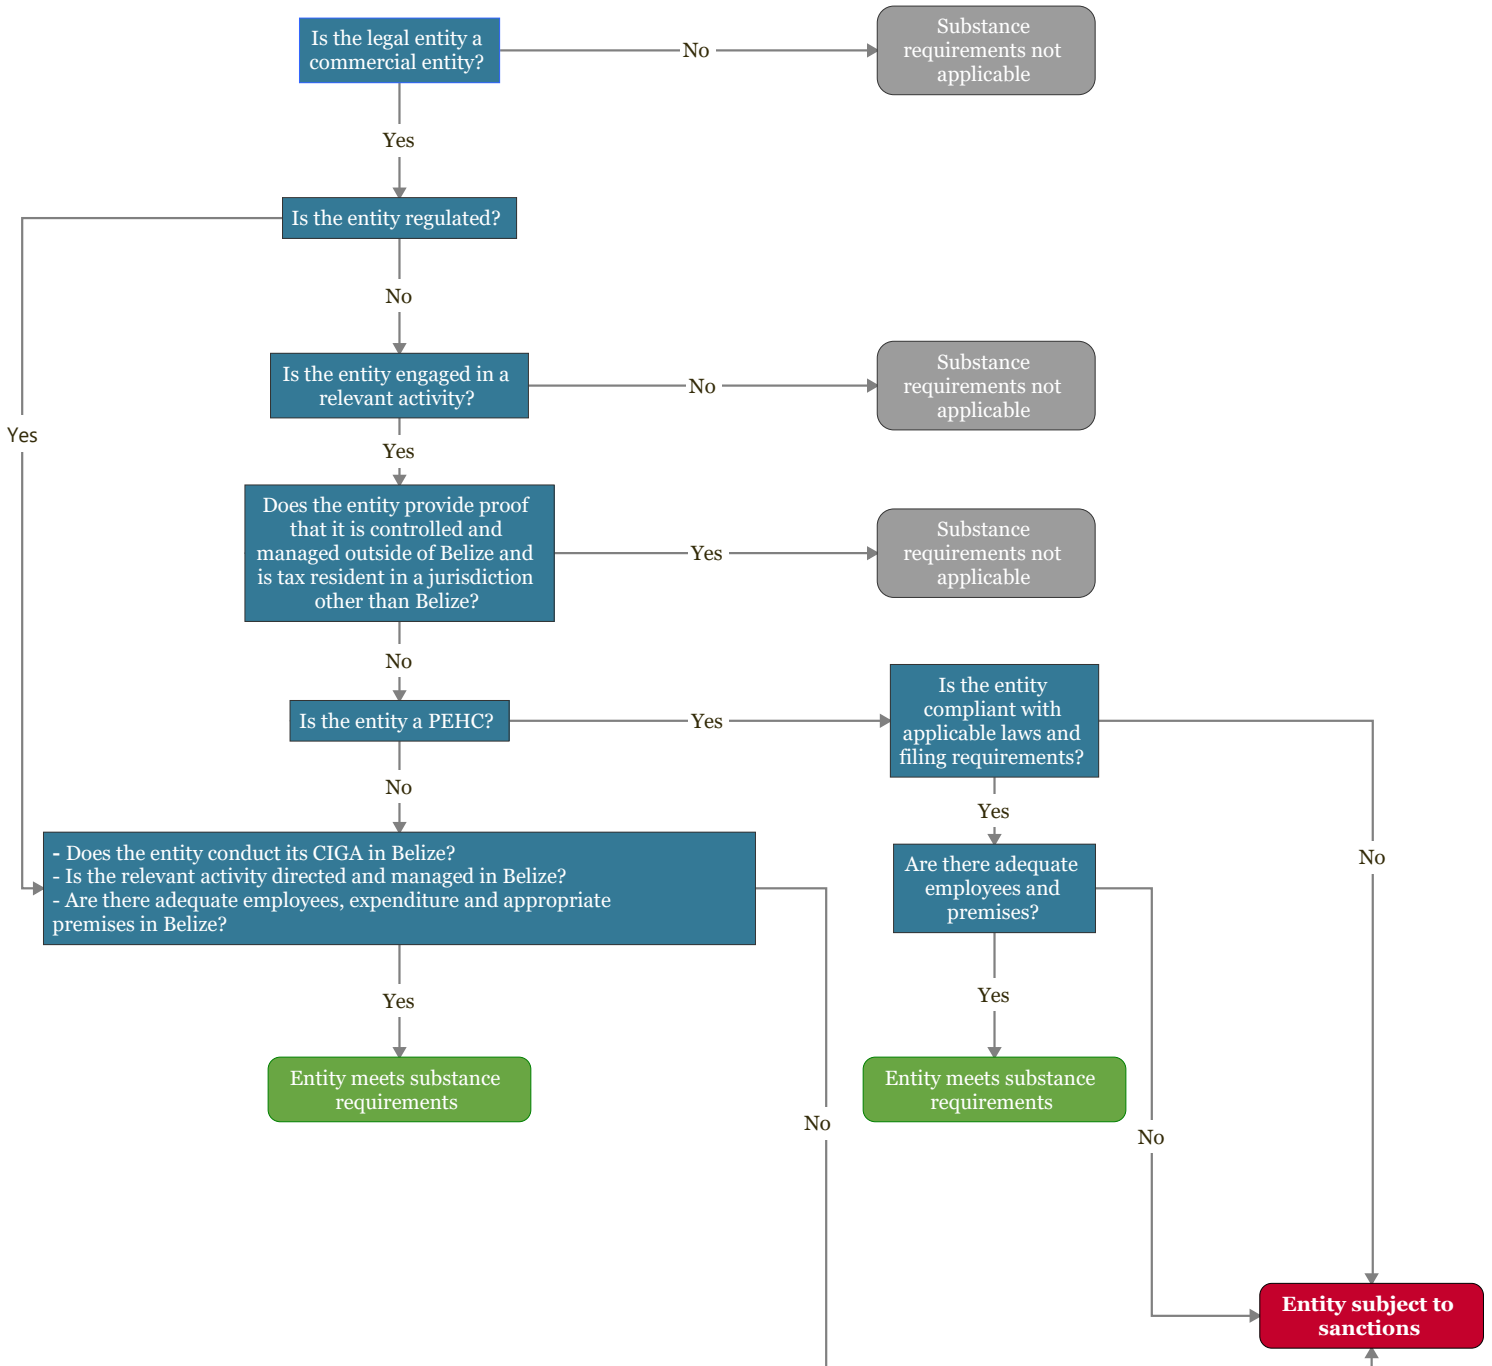 Is the legal entity a
commercial entity?
No
Substance
requirements not
applicable
Yes
Is the entity regulated?
No
Is the entity engaged in a
relevant activity?
No
Substance
requirements not
applicable
Yes
Yes
Does the entity provide proof
that it is controlled and
managed outside of Belize and
is tax resident in a jurisdiction
other than Belize?
Yes
Substance
requirements not
applicable
No
Is the entity a PEHC?
Yes
Is the entity
compliant with
applicable laws and
filing requirements?
No
Yes
No
- Does the entity conduct its CIGA in Belize?
- Is the relevant activity directed and managed in Belize?
- Are there adequate employees, expenditure and appropriate
premises in Belize?
Are there adequate
employees and
premises?
Yes
Yes
Entity meets substance
requirements
Entity meets substance
requirements
No
No
Entity subject to
sanctions